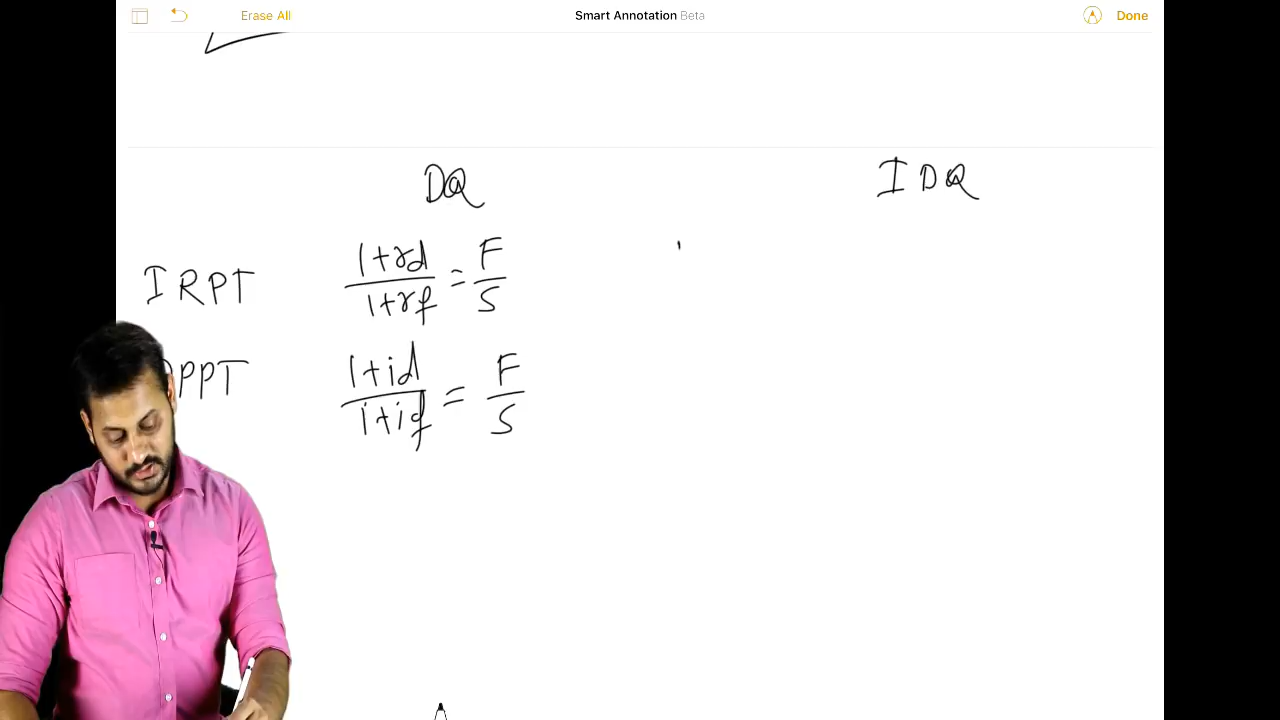 Erase All
Smart Annotation Beta
Done
DQ
IDQ
IRPT
1+rd/1+rf = F/S
PPT
1+id/1+if = F/S